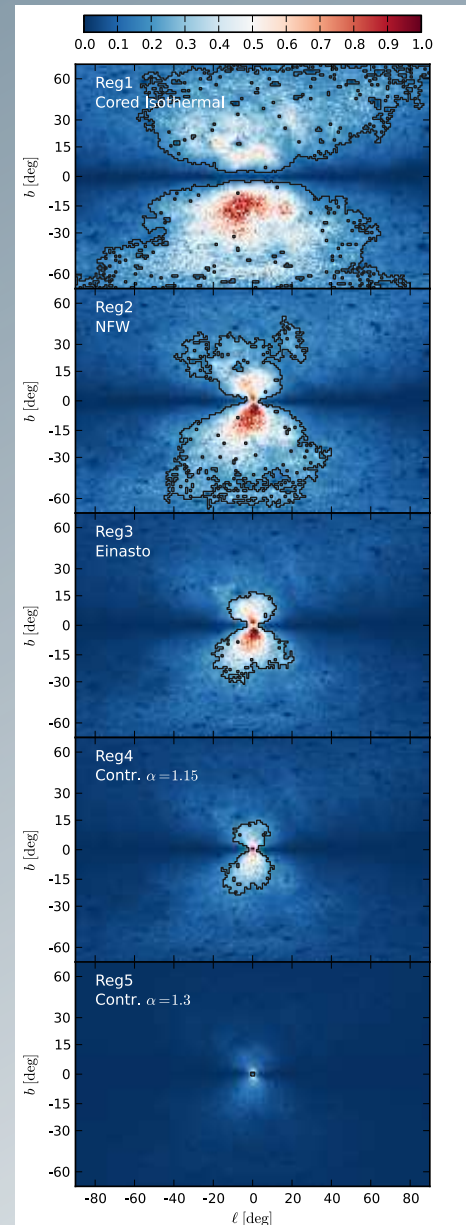 0.0 0.1 0.2 0.3 0.4 0.5 0.6 0.7 0.8 0.9 1.0
Reg1
Cored Isothermal
60
30
15
0
-15
-30
-60
b [deg]
Reg2
NFW
60
30
15
0
-15
-30
-60
b [deg]
Reg3
Einasto
60
30
15
0
-15
-30
-60
b [deg]
Reg4
Contr. α=1.15
60
30
15
0
-15
-30
-60
b [deg]
Reg5
Contr. α=1.3
60
30
15
0
-15
-30
-60
b [deg]
-80 -60 -40 -20 0 20 40 60 80
ℓ [deg]